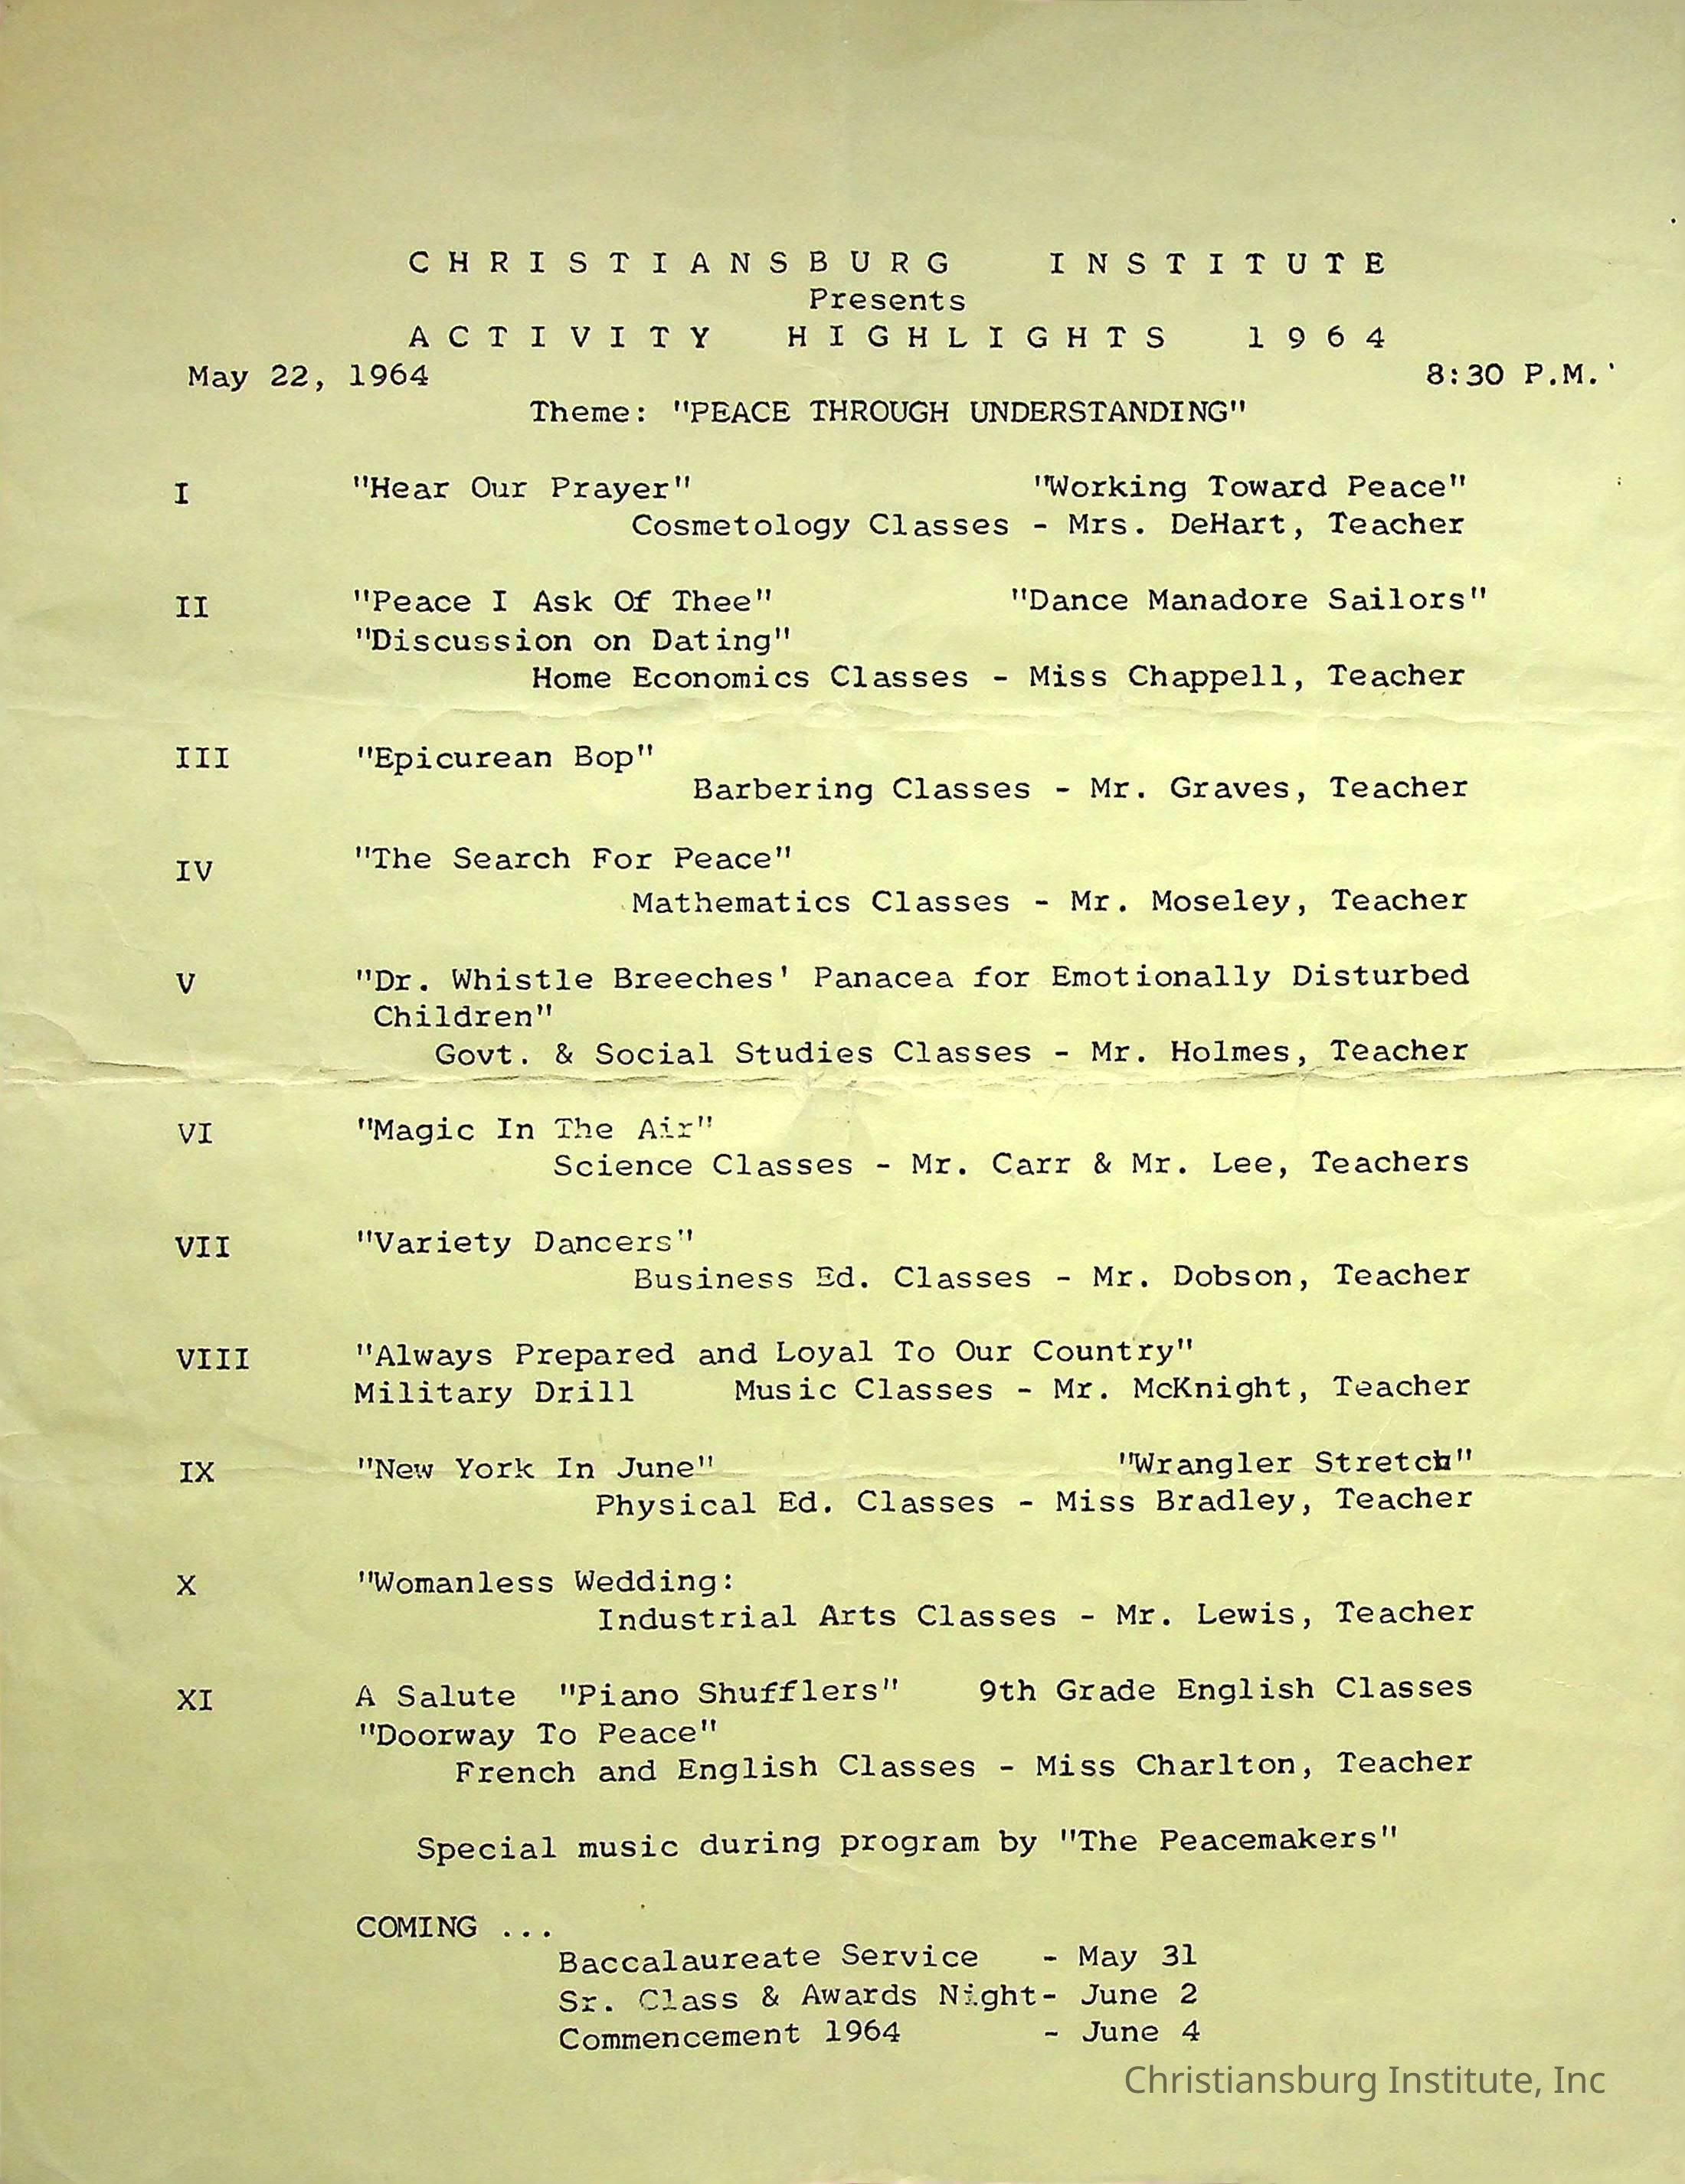 CHRISTIANSBURG INSTITUTE
Presents
ACTIVITY HIGHLIGHTS 1964
May 22, 1964 8:30 P.M.
Theme: "PEACE THROUGH UNDERSTANDING"
I "Hear Our Prayer" "Working Toward Peace"
Cosmetology Classes - Mrs. DeHart, Teacher
II "Peace I Ask Of Thee" "Dance Manadore Sailors"
"Discussion on Dating"
Home Economics Classes - Miss Chappell, Teacher
III "Epicurean Bop"
Barbering Classes - Mr. Graves, Teacher
IV "The Search For Peace"
Mathematics Classes - Mr. Moseley, Teacher
V "Dr. Whistle Breeches' Panacea for Emotionally Disturbed
Children"
Govt. & Social Studies Classes - Mr. Holmes, Teacher
VI "Magic In The Air"
Science Classes - Mr. Carr & Mr. Lee, Teachers
VII "Variety Dancers"
Business Ed. Classes - Mr. Dobson, Teacher
VIII "Always Prepared and Loyal To Our Country"
Military Drill Music Classes - Mr. McKnight, Teacher
IX "New York In June" "Wrangler Stretch"
Physical Ed. Classes - Miss Bradley, Teacher
X "Womanless Wedding:
Industrial Arts Classes - Mr. Lewis, Teacher
XI A Salute "Piano Shufflers" 9th Grade English Classes
"Doorway To Peace"
French and English Classes - Miss Charlton, Teacher
Special music during program by "The Peacemakers"
COMING ...
Baccalaureate Service - May 31
Sr. Class & Awards Night- June 2
Commencement 1964 - June 4
Christiansburg Institute, Inc